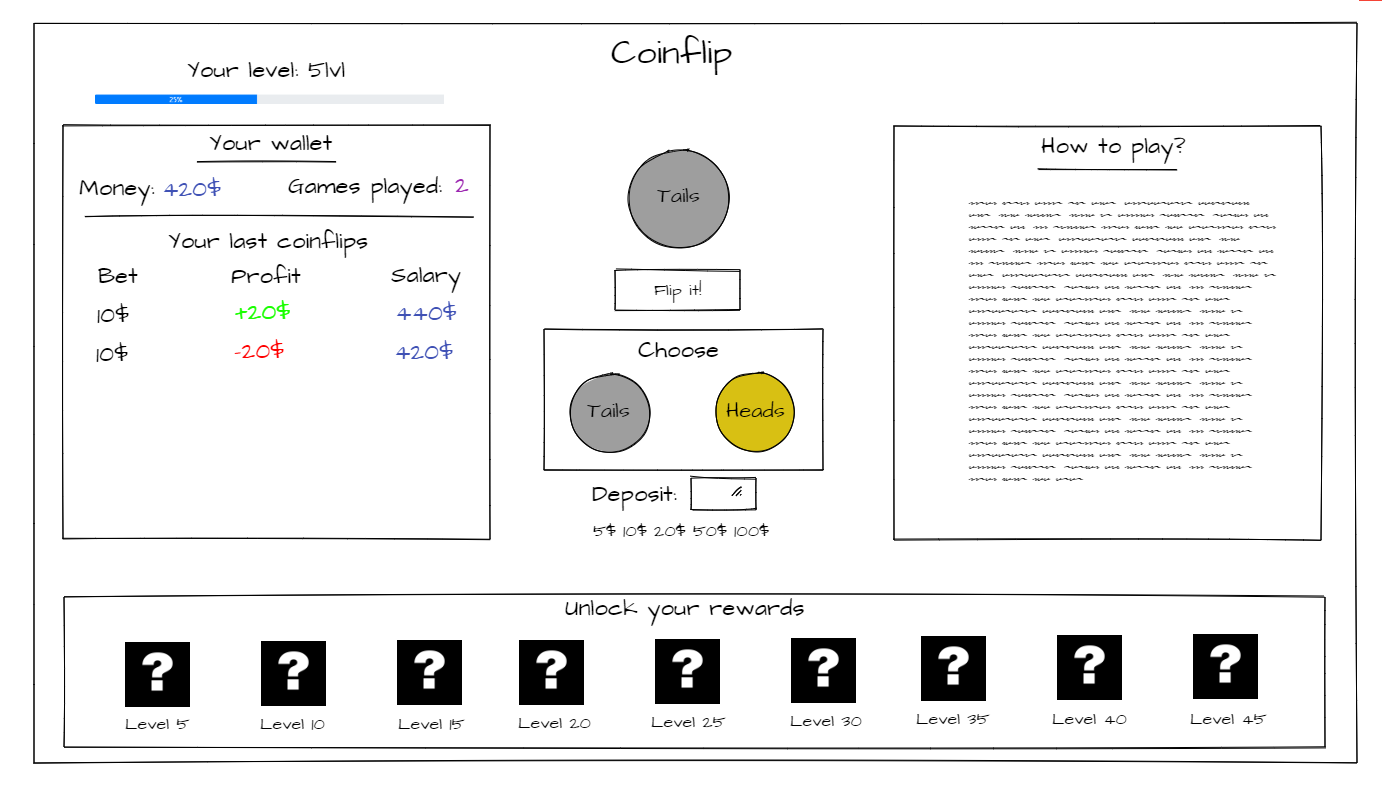 Coinflip
Your level: 5lvl
25%
Your wallet
Money: 420$ Games played: 2
Your last coinflips
Bet Profit Salary
10$ +20$ 440$
10$ -20$ 420$
Tails
Flip it!
Choose
Tails Heads
Deposit:
5$ 10$ 20$ 50$ 100$
How to play?
Unlock your rewards
? ? ? ? ? ? ? ? ?
Level 5 Level 10 Level 15 Level 20 Level 25 Level 30 Level 35 Level 40 Level 45